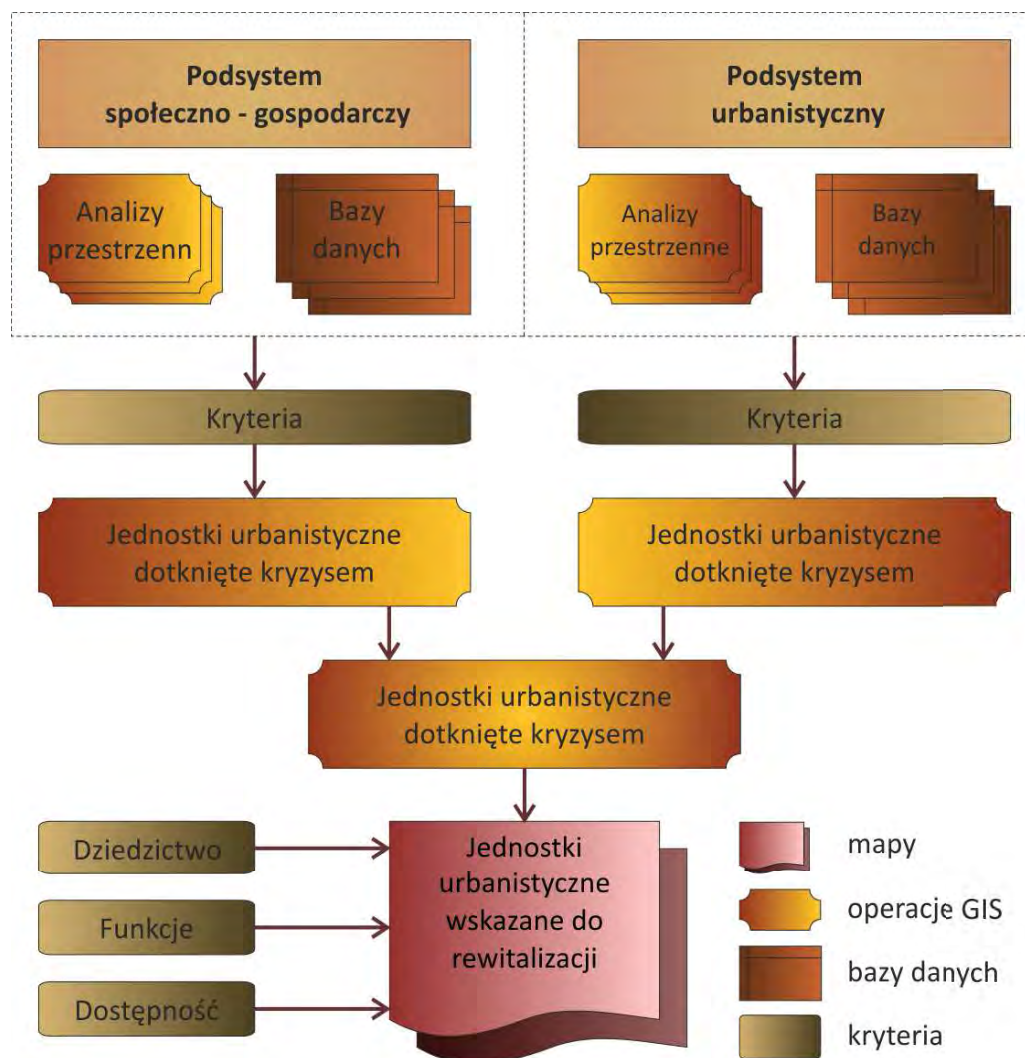 Podsystem
społeczno - gospodarczy
Podsystem
urbanistyczny
Analizy
przestrzenn
Bazy
danych
Analizy
przestrzenne
Bazy
danych
Kryteria
Kryteria
Jednostki urbanistyczne
dotknięte kryzysem
Jednostki urbanistyczne
dotknięte kryzysem
Jednostki urbanistyczne
dotknięte kryzysem
Dziedzictwo
Funkcje
Dostępność
Jednostki
urbanistyczne
wskazane do
rewitalizacji
mapy
operacje GIS
bazy danych
kryteria